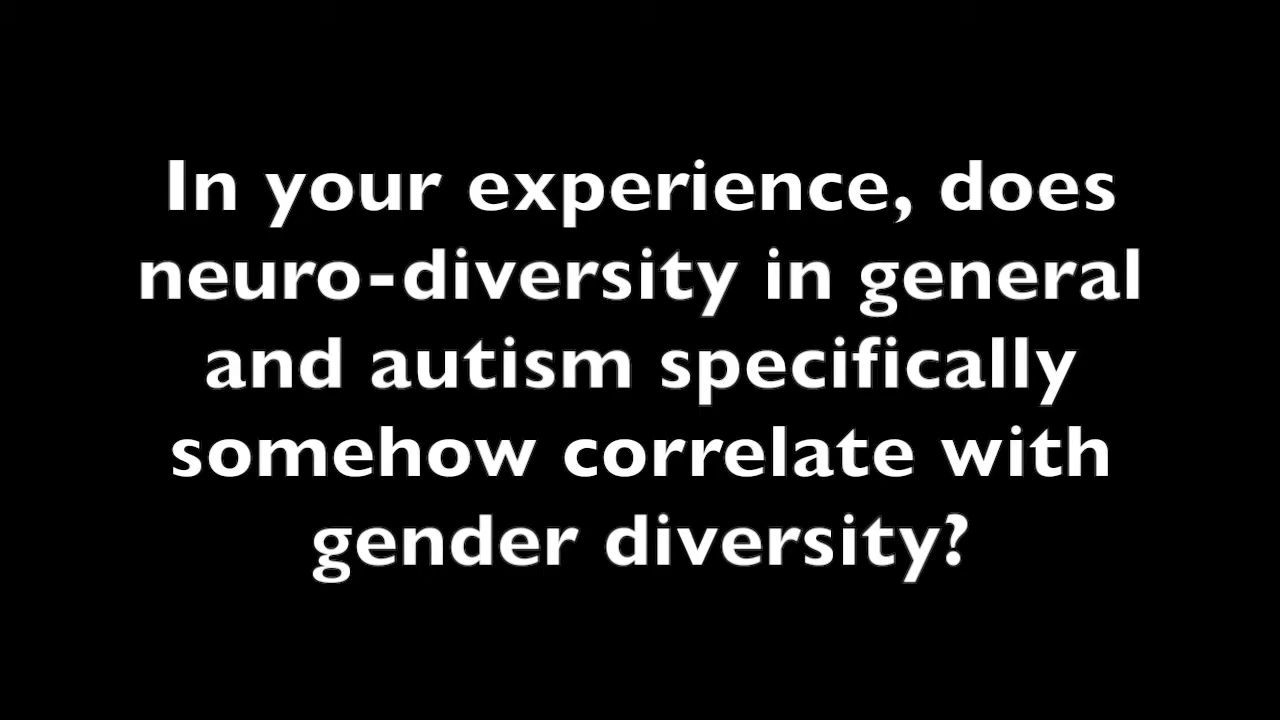 In your experience, does
neuro-diversity in general
and autism specifically
somehow correlate with
gender diversity?